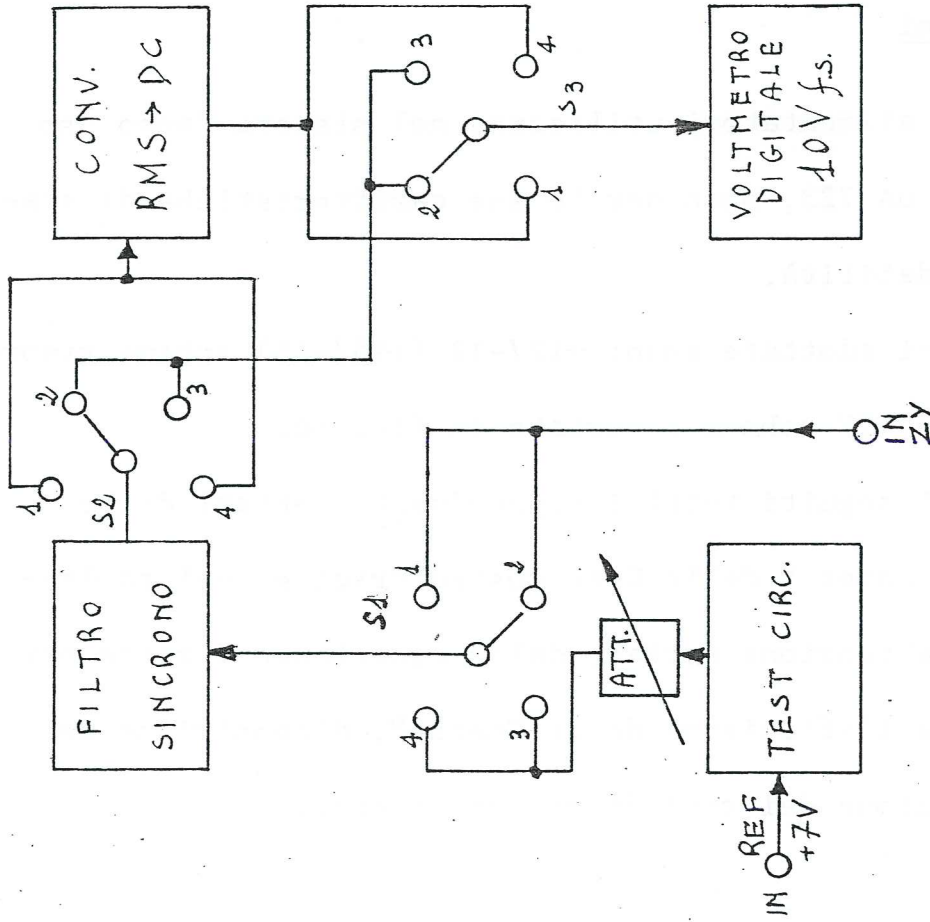 CONV.
RMS→DC
1
2
3
4
S2
FILTRO
SINCRONO
3
4
2
1
S3
VOLTMETRO
DIGITALE
10V f.s.
S1
1
2
3
4
ATT.
TEST CIRC.
IN
REF
+7V
IN
ZY